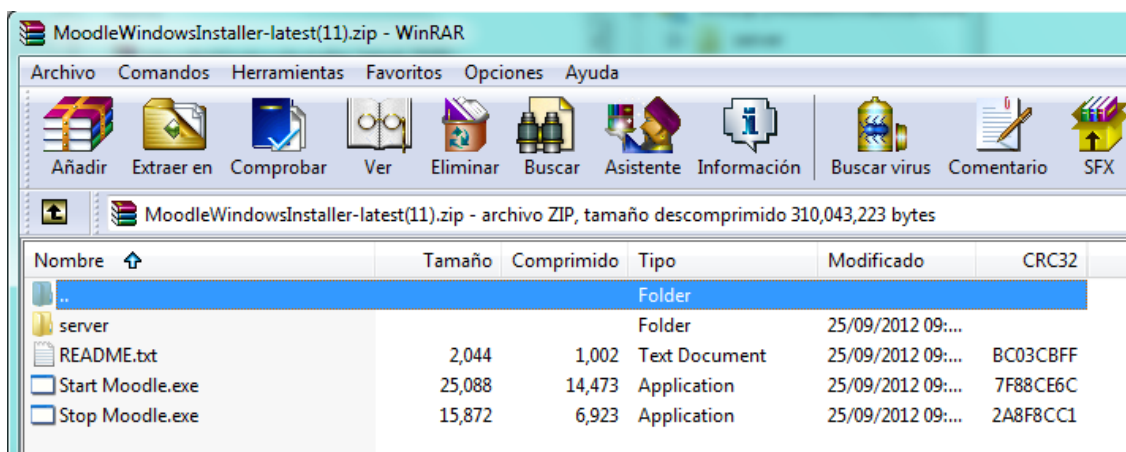 MoodleWindowsInstaller-latest(11).zip - WinRAR
Archivo Comandos Herramientas Favoritos Opciones Ayuda
Añadir Extraer en Comprobar Ver Eliminar Buscar Asistente Información Buscar virus Comentario SFX
MoodleWindowsInstaller-latest(11).zip - archivo ZIP, tamaño descomprimido 310,043,223 bytes
Nombre Tamaño Comprimido Tipo Modificado CRC32
.. Folder
server Folder 25/09/2012 09:...
README.txt 2,044 1,002 Text Document 25/09/2012 09:... BC03CBFF
Start Moodle.exe 25,088 14,473 Application 25/09/2012 09:... 7F88CE6C
Stop Moodle.exe 15,872 6,923 Application 25/09/2012 09:... 2A8F8CC1